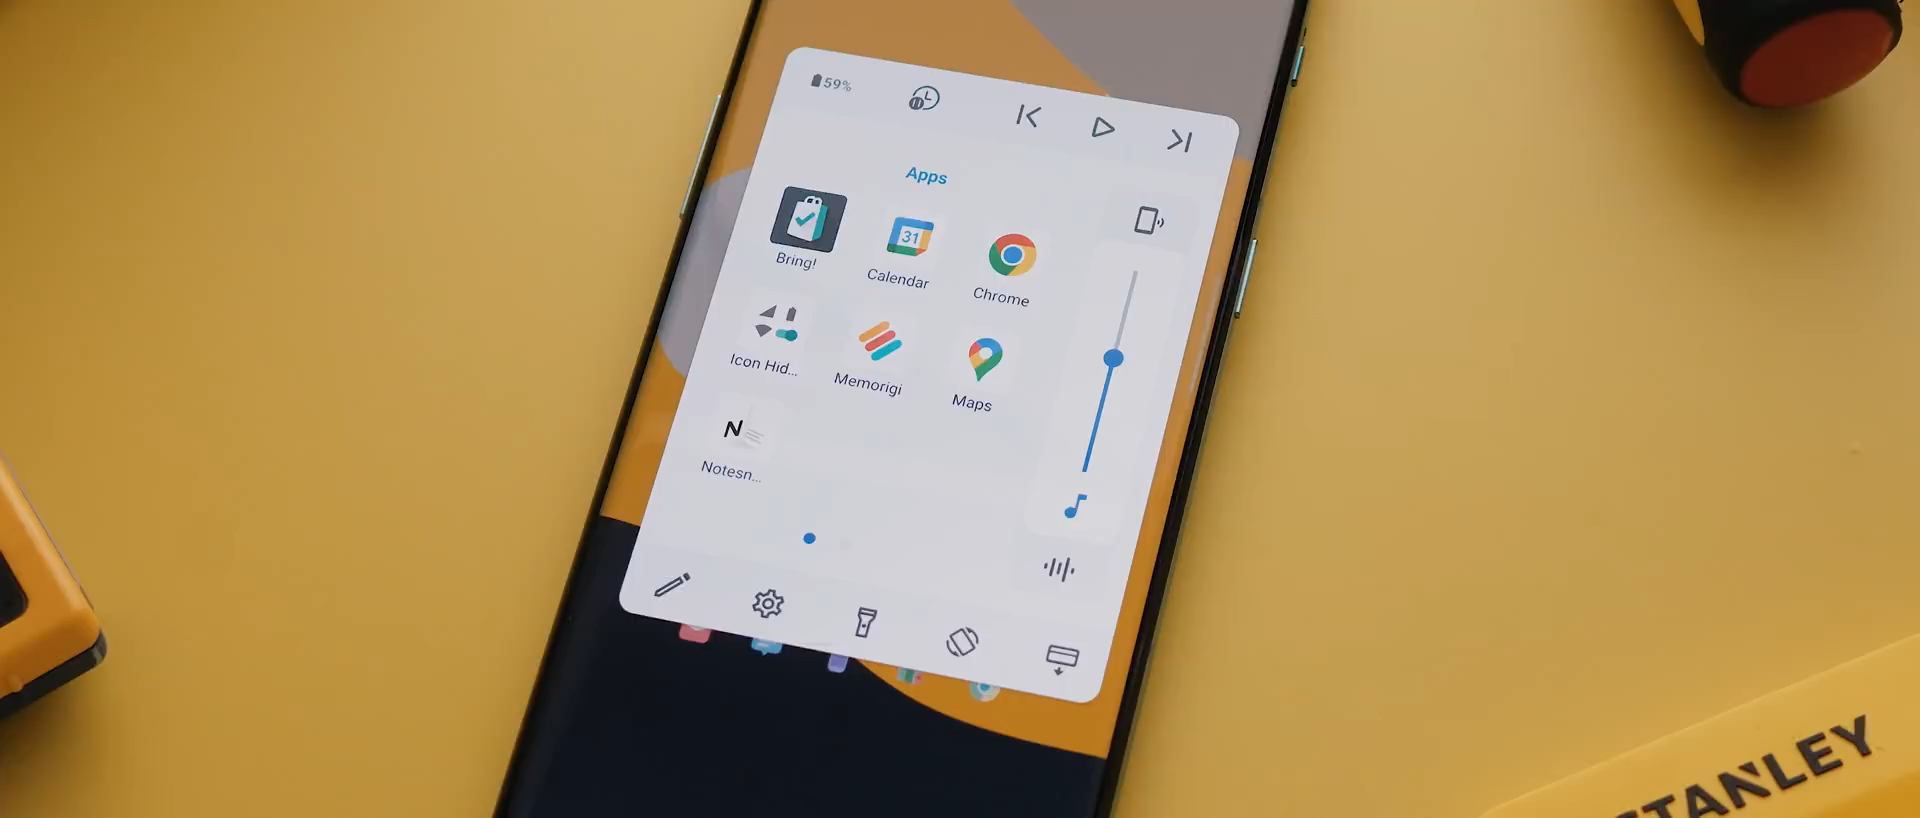 59%
Apps
31
Bring!
Calendar
Chrome
Icon Hid...
Memorigi
Maps
N
Notesn...
STANLEY